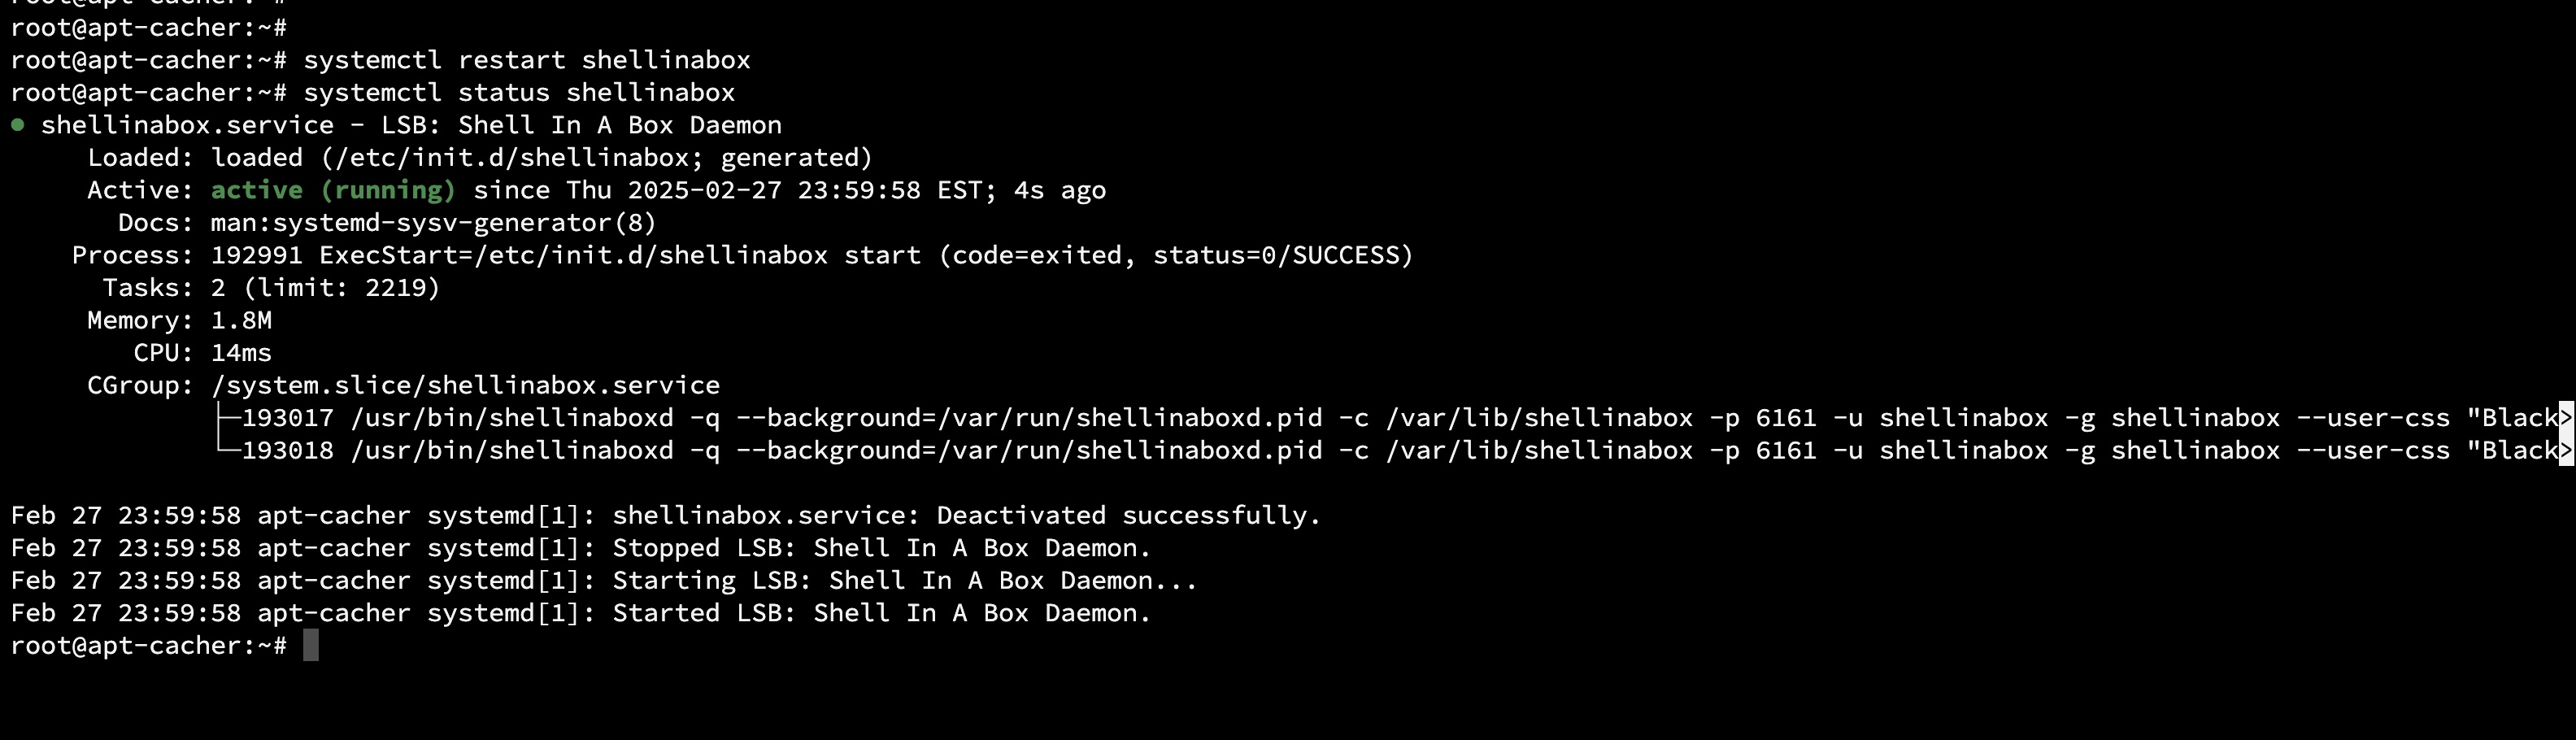 root@apt-cacher:~#
root@apt-cacher:~#
root@apt-cacher:~# systemctl restart shellinabox
root@apt-cacher:~# systemctl status shellinabox
● shellinabox.service - LSB: Shell In A Box Daemon
     Loaded: loaded (/etc/init.d/shellinabox; generated)
     Active: active (running) since Thu 2025-02-27 23:59:58 EST; 4s ago
       Docs: man:systemd-sysv-generator(8)
    Process: 192991 ExecStart=/etc/init.d/shellinabox start (code=exited, status=0/SUCCESS)
      Tasks: 2 (limit: 2219)
     Memory: 1.8M
        CPU: 14ms
     CGroup: /system.slice/shellinabox.service
             ├─193017 /usr/bin/shellinaboxd -q --background=/var/run/shellinaboxd.pid -c /var/lib/shellinabox -p 6161 -u shellinabox -g shellinabox --user-css "Black>
             └─193018 /usr/bin/shellinaboxd -q --background=/var/run/shellinaboxd.pid -c /var/lib/shellinabox -p 6161 -u shellinabox -g shellinabox --user-css "Black>

Feb 27 23:59:58 apt-cacher systemd[1]: shellinabox.service: Deactivated successfully.
Feb 27 23:59:58 apt-cacher systemd[1]: Stopped LSB: Shell In A Box Daemon.
Feb 27 23:59:58 apt-cacher systemd[1]: Starting LSB: Shell In A Box Daemon...
Feb 27 23:59:58 apt-cacher systemd[1]: Started LSB: Shell In A Box Daemon.
root@apt-cacher:~#